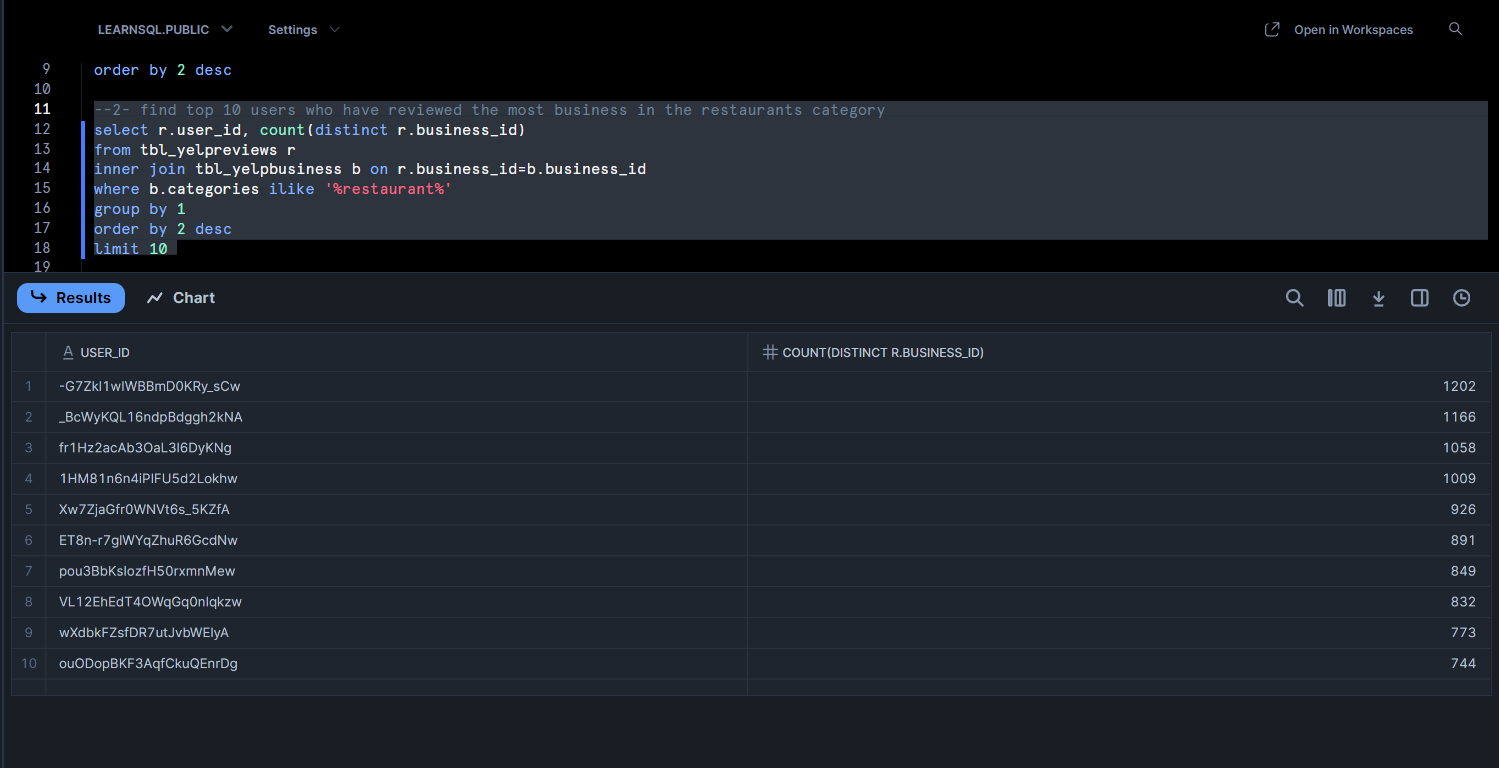 LEARNSQL.PUBLIC Settings Open in Workspaces
9 order by 2 desc
10
11 --2- find top 10 users who have reviewed the most business in the restaurants category
12 select r.user_id, count(distinct r.business_id)
13 from tbl_yelpreviews r
14 inner join tbl_yelpbusiness b on r.business_id=b.business_id
15 where b.categories ilike '%restaurant%'
16 group by 1
17 order by 2 desc
18 limit 10
19
Results Chart
A USER_ID # COUNT(DISTINCT R.BUSINESS_ID)
1 -G7Zkl1wIWBBmD0KRy_sCw 1202
2 _BcWyKQL16ndpBdggh2kNA 1166
3 fr1Hz2acAb3OaL3l6DyKNg 1058
4 1HM81n6n4iPIFU5d2Lokhw 1009
5 Xw7ZjaGfr0WNVt6s_5KZfA 926
6 ET8n-r7glWYqZhuR6GcdNw 891
7 pou3BbKsIozfH50rxmnMew 849
8 VL12EhEdT4OWqGq0nIqkzw 832
9 wXdbkFZsfDR7utJvbWElyA 773
10 ouODopBKF3AqfCkuQEnrDg 744